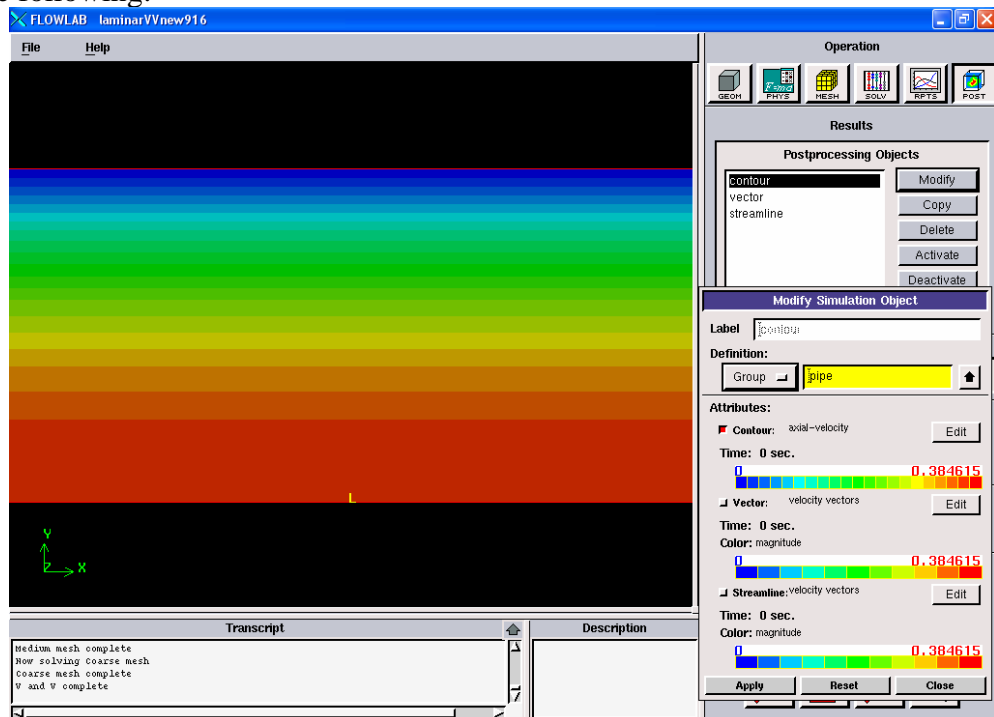 following:
FLOWLAB laminarVVnew916
File Help
Operation
GEOM F=ma PHYS MESH SOLV RPTS POST
Results
Postprocessing Objects
contour
vector
streamline
Modify
Copy
Delete
Activate
Deactivate
Modify Simulation Object
Label contour
Definition:
Group pipe
Attributes:
Contour: axial-velocity Edit
Time: 0 sec.
0 0.384615
Vector: velocity vectors Edit
Time: 0 sec.
Color: magnitude
0 0.384615
Streamline: velocity vectors Edit
Time: 0 sec.
Color: magnitude
0 0.384615
Apply Reset Close
L
Y
Z X
Transcript
Medium mesh complete
Now solving Coarse mesh
Coarse mesh complete
V and V complete
Description